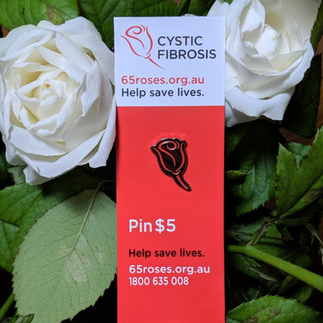 CYSTIC
FIBROSIS
65roses.org.au
Help save lives.
Pin $5
Help save lives.
65roses.org.au
1800 635 008